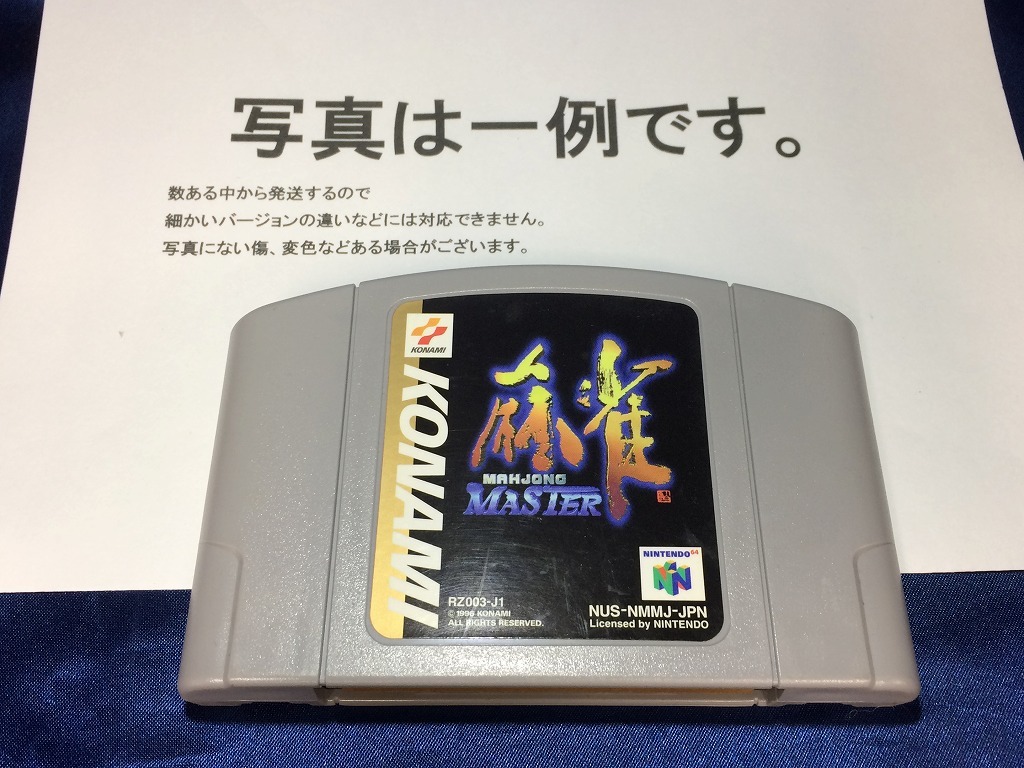 写真は一例です。
数ある中から発送するので
細かいバージョンの違いなどには対応できません。
写真にない傷、変色などある場合がございます。
KONAMI
KONAMI
麻雀
MAHJONG
MASTER
NINTENDO64
RZ003-J1
© 1996 KONAMI
ALL RIGHTS RESERVED.
NUS-NMMJ-JPN
Licensed by NINTENDO